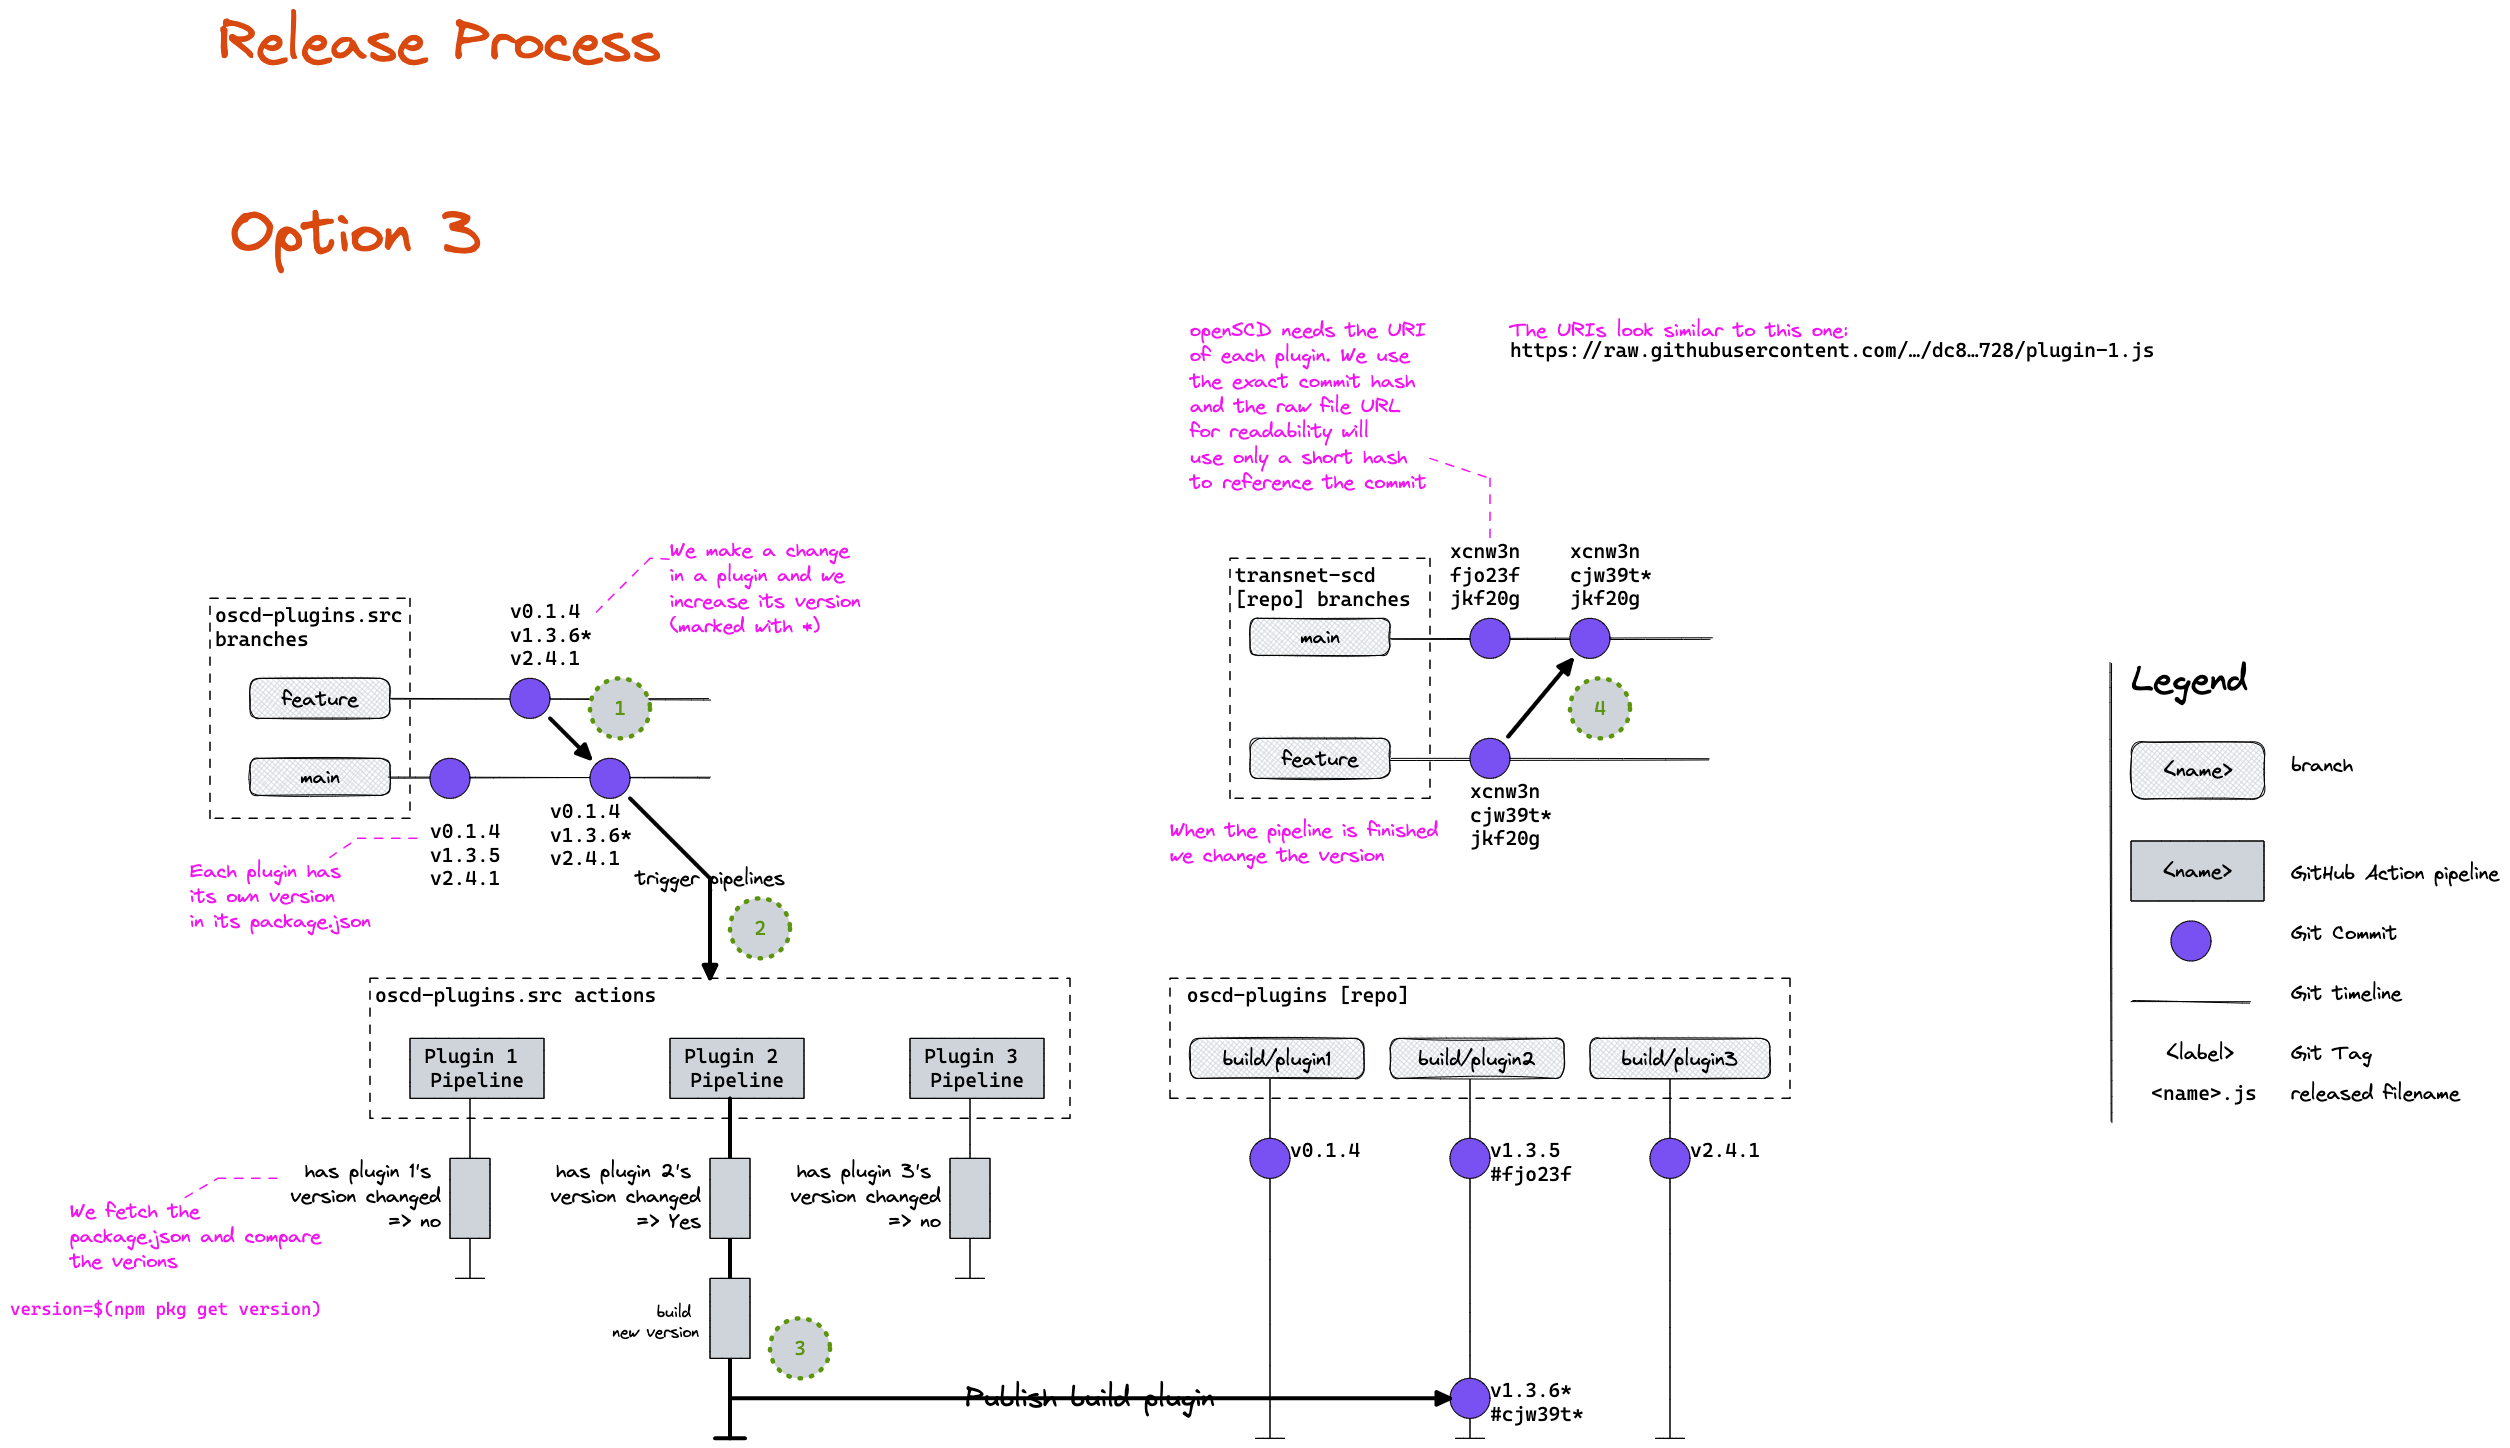 Release Process
Option 3
openSCD needs the URI
of each plugin. We use
the exact commit hash
and the raw file URL
for readability will
use only a short hash
to reference the commit
The URIs look similar to this one:
https://raw.githubusercontent.com/…/dc8…728/plugin-1.js
We make a change
in a plugin and we
increase its version
(marked with *)
oscd-plugins.src
branches
v0.1.4
v1.3.6*
v2.4.1
feature
1
main
v0.1.4
v1.3.5
v2.4.1
v0.1.4
v1.3.6*
v2.4.1
Each plugin has
its own version
in its package.json
trigger pipelines
2
transnet-scd
[repo] branches
xcnw3n
fjo23f
jkf20g
xcnw3n
cjw39t*
jkf20g
main
4
feature
xcnw3n
cjw39t*
jkf20g
When the pipeline is finished
we change the version
oscd-plugins.src actions
Plugin 1
Pipeline
Plugin 2
Pipeline
Plugin 3
Pipeline
has plugin 1's
version changed
=> no
has plugin 2's
version changed
=> Yes
has plugin 3's
version changed
=> no
We fetch the
package.json and compare
the verions
version=$(npm pkg get version)
build
new version
3
Publish build plugin
oscd-plugins [repo]
build/plugin1
build/plugin2
build/plugin3
v0.1.4
v1.3.5
#fjo23f
v2.4.1
v1.3.6*
#cjw39t*
Legend
<name>
branch
<name>
GitHub Action pipeline
Git Commit
Git timeline
<label>
Git Tag
<name>.js
released filename